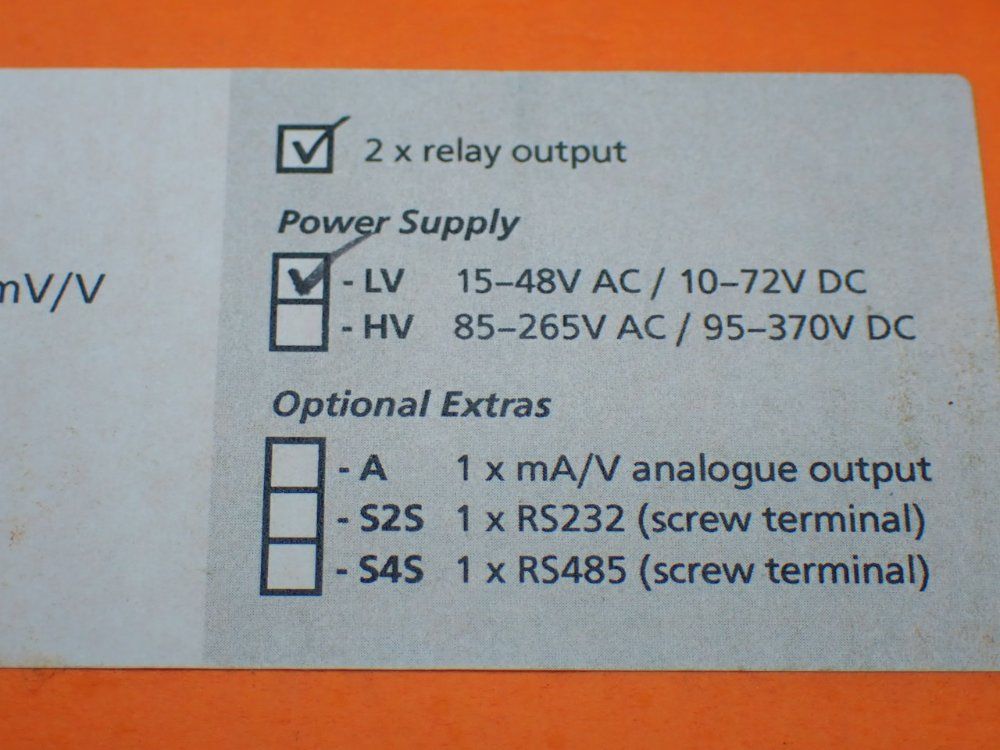 2 x relay output
Power Supply
mV/V
- LV 15–48V AC / 10–72V DC
- HV 85–265V AC / 95–370V DC
Optional Extras
- A 1 x mA/V analogue output
- S2S 1 x RS232 (screw terminal)
- S4S 1 x RS485 (screw terminal)